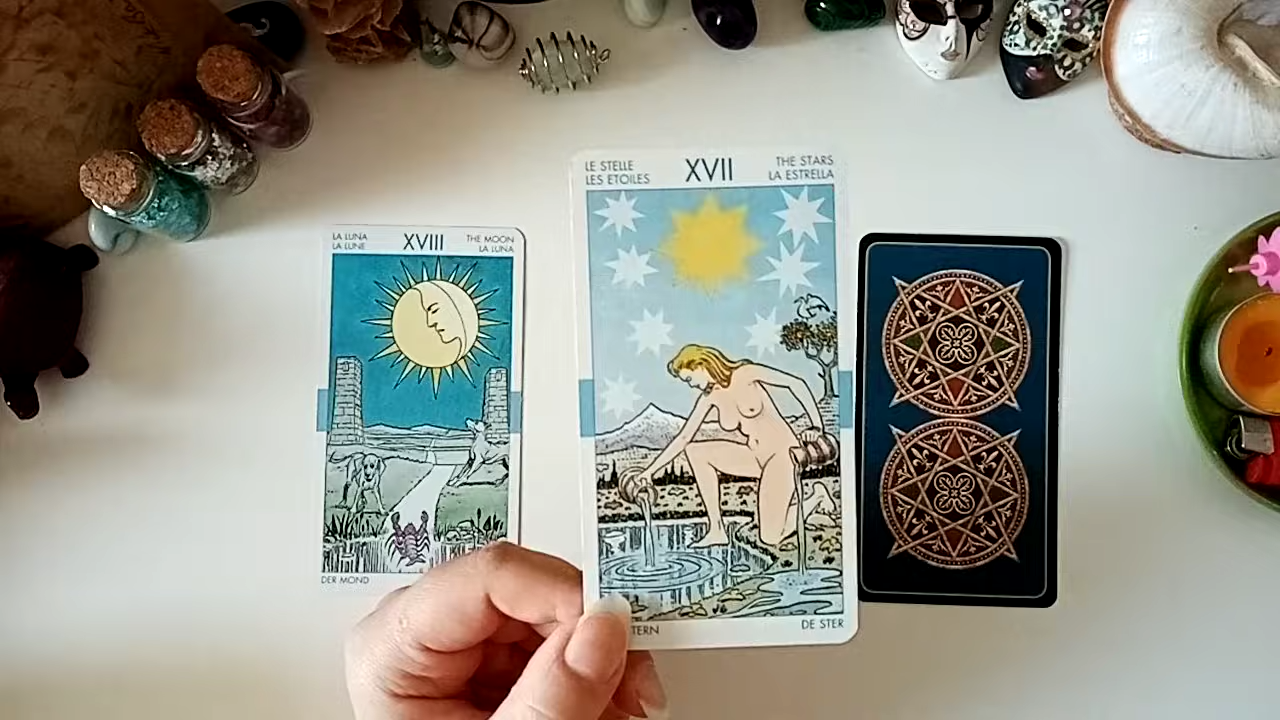 LA LUNA
LA LUNE
XVIII
THE MOON
LA LUNA
DER MOND
LE STELLE
LES ETOILES
XVII
THE STARS
LA ESTRELLA
TERN
DE STER